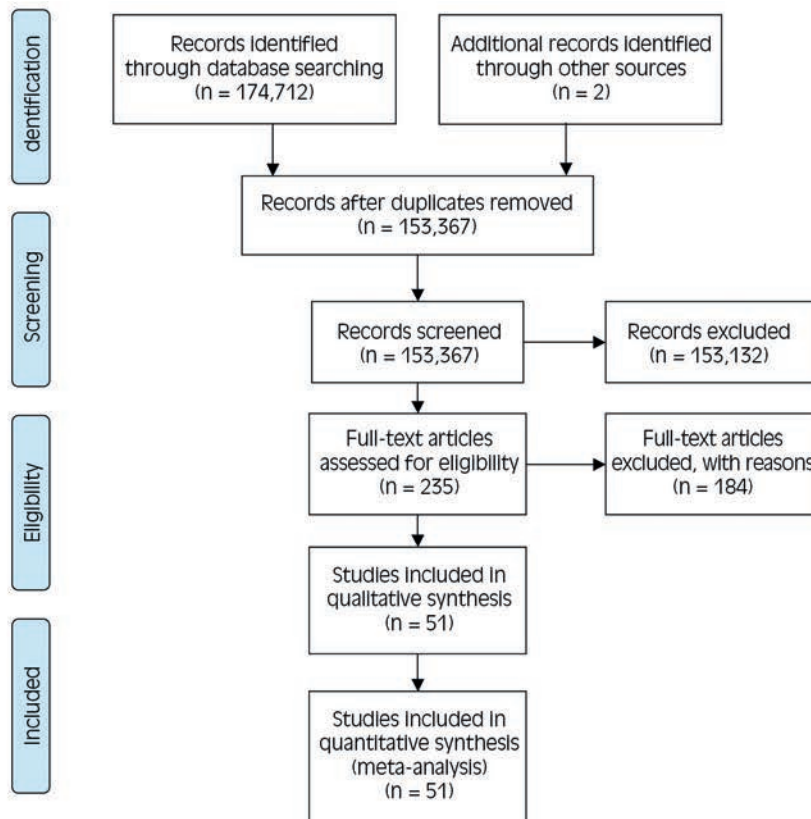 dentification
Records identified
through database searching
(n = 174,712)
Additional records identified
through other sources
(n = 2)
Records after duplicates removed
(n = 153,367)
Screening
Records screened
(n = 153,367)
Records excluded
(n = 153,132)
Eligibility
Full-text articles
assessed for eligibility
(n = 235)
Full-text articles
excluded, with reasons
(n = 184)
Studies included in
qualitative synthesis
(n = 51)
Included
Studies included in
quantitative synthesis
(meta-analysis)
(n = 51)